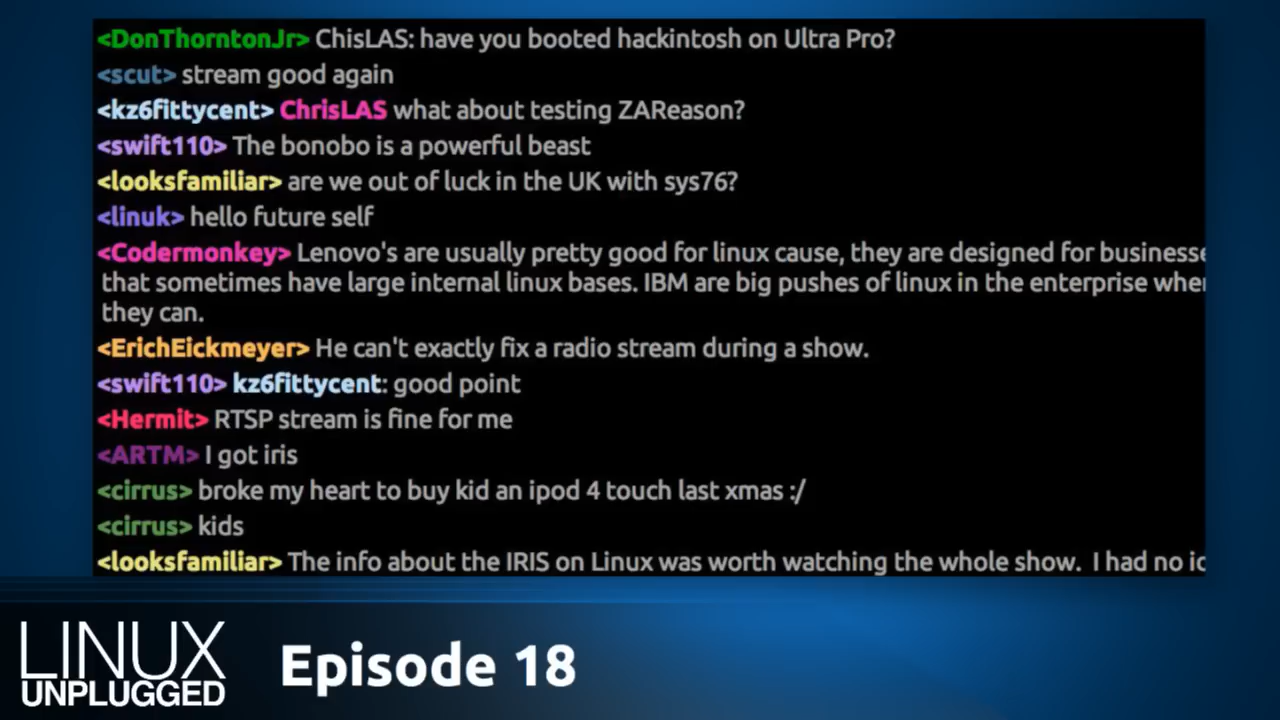 <DonThorntonJr> ChisLAS: have you booted hackintosh on Ultra Pro?
<scut> stream good again
<kz6fittycent> ChrisLAS what about testing ZAReason?
<swift110> The bonobo is a powerful beast
<looksfamiliar> are we out of luck in the UK with sys76?
<linuk> hello future self
<Codermonkey> Lenovo's are usually pretty good for linux cause, they are designed for businesse
that sometimes have large internal linux bases. IBM are big pushes of linux in the enterprise whe
they can.
<ErichEickmeyer> He can't exactly fix a radio stream during a show.
<swift110> kz6fittycent: good point
<Hermit> RTSP stream is fine for me
<ARTM> I got iris
<cirrus> broke my heart to buy kid an ipod 4 touch last xmas :/
<cirrus> kids
<looksfamiliar> The info about the IRIS on Linux was worth watching the whole show. I had no
LINUX
UNPLUGGED
Episode 18